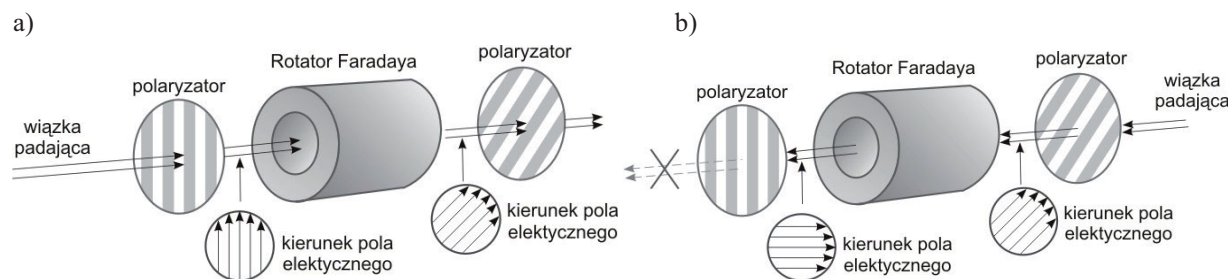 a)
polaryzator
Rotator Faradaya
polaryzator
wiązka
padająca
kierunek pola
elektycznego
kierunek pola
elektycznego
b)
polaryzator
Rotator Faradaya
polaryzator
wiązka
padająca
kierunek pola
elektycznego
kierunek pola
elektycznego